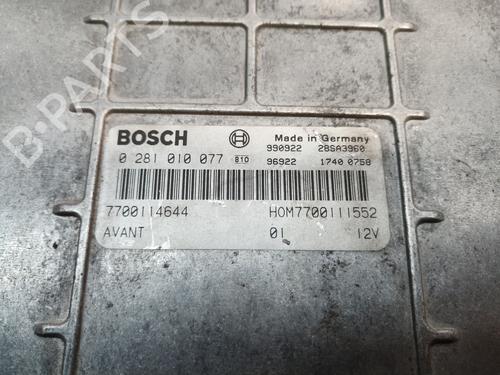 B-PARTS
BOSCH Made in Germany
990922 28SA3960
0 281 010 077 810 96922 1740 0758
7700114644 HOM7700111552
AVANT 01 12V